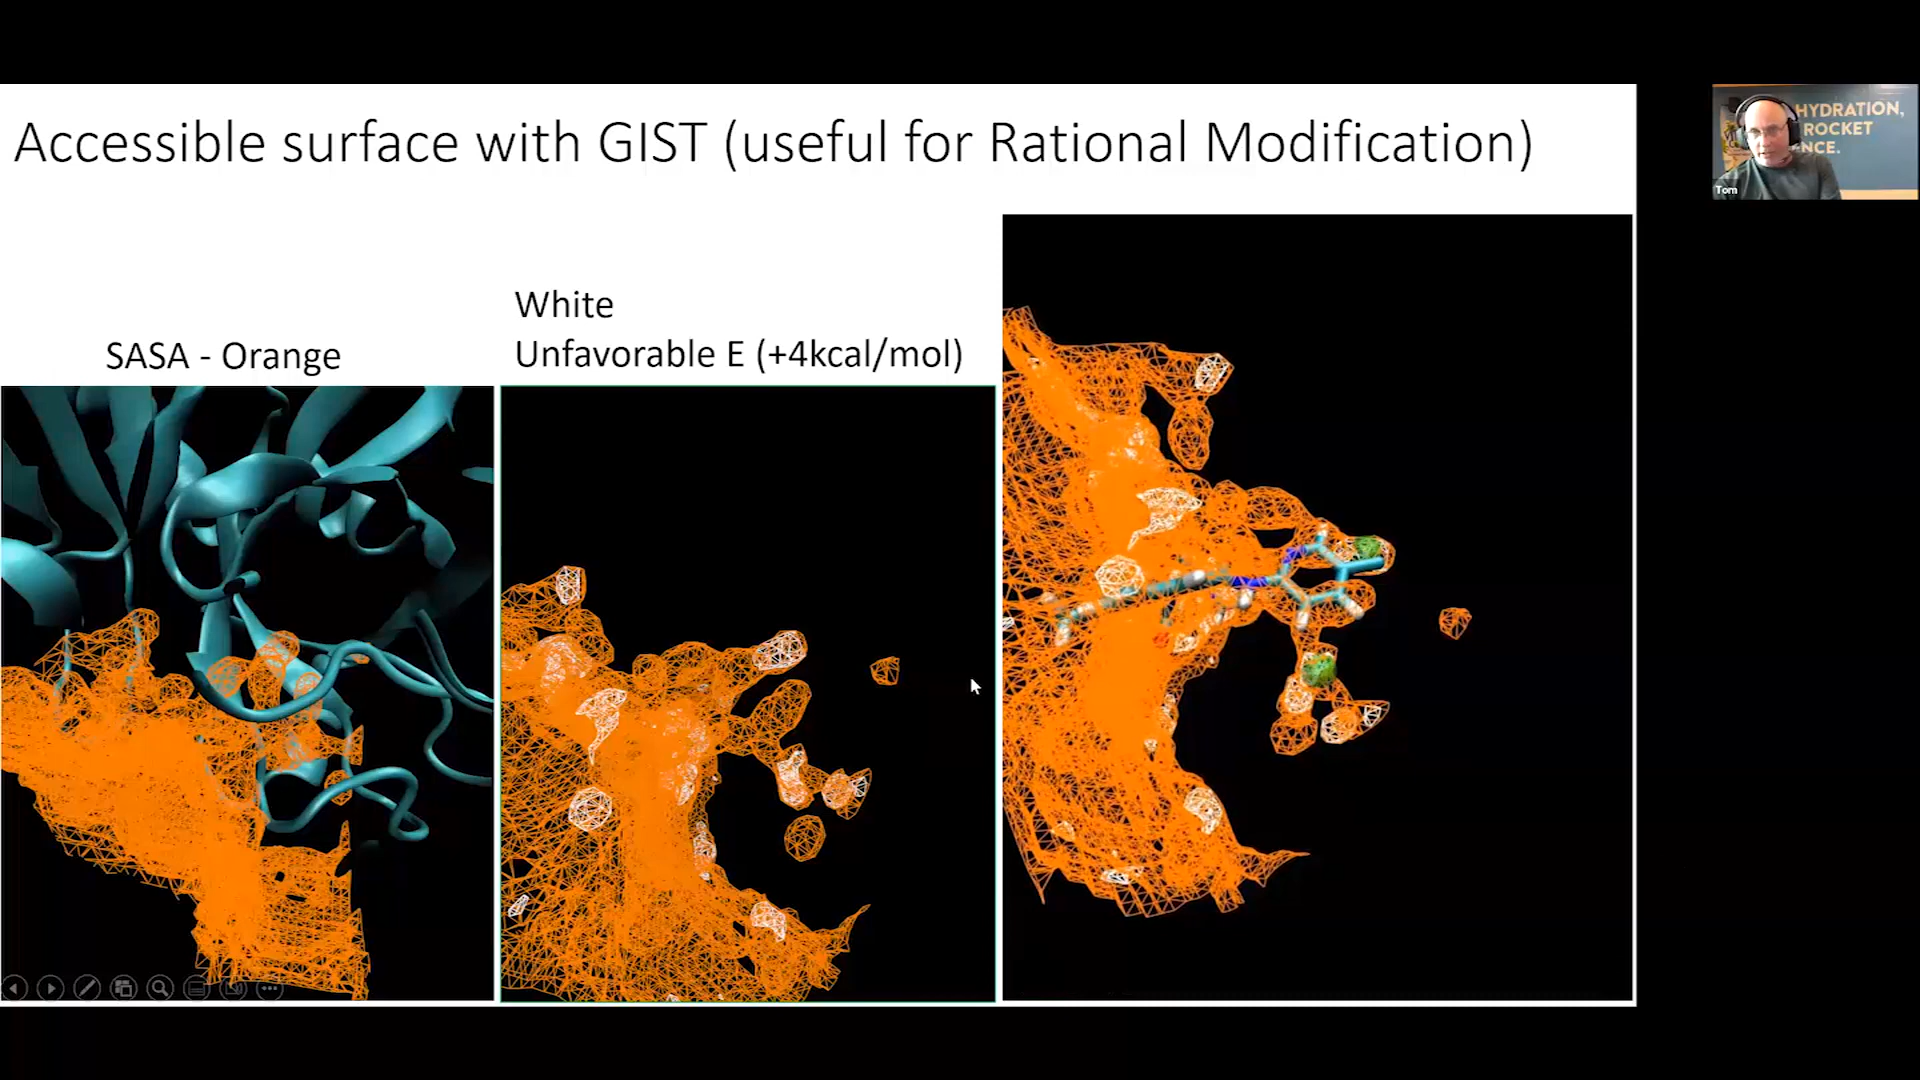 Accessible surface with GIST (useful for Rational Modification)
HYDRATION,
ROCKET
NCE.
Tom
White
SASA - Orange
Unfavorable E (+4kcal/mol)